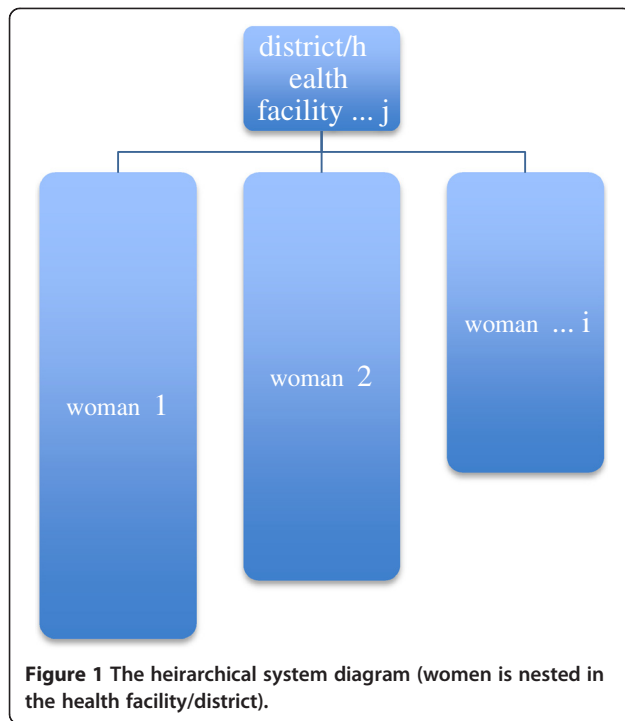 district/h
ealth
facility ... j
woman 1
woman 2
woman ... i
Figure 1 The heirarchical system diagram (women is nested in
the health facility/district).